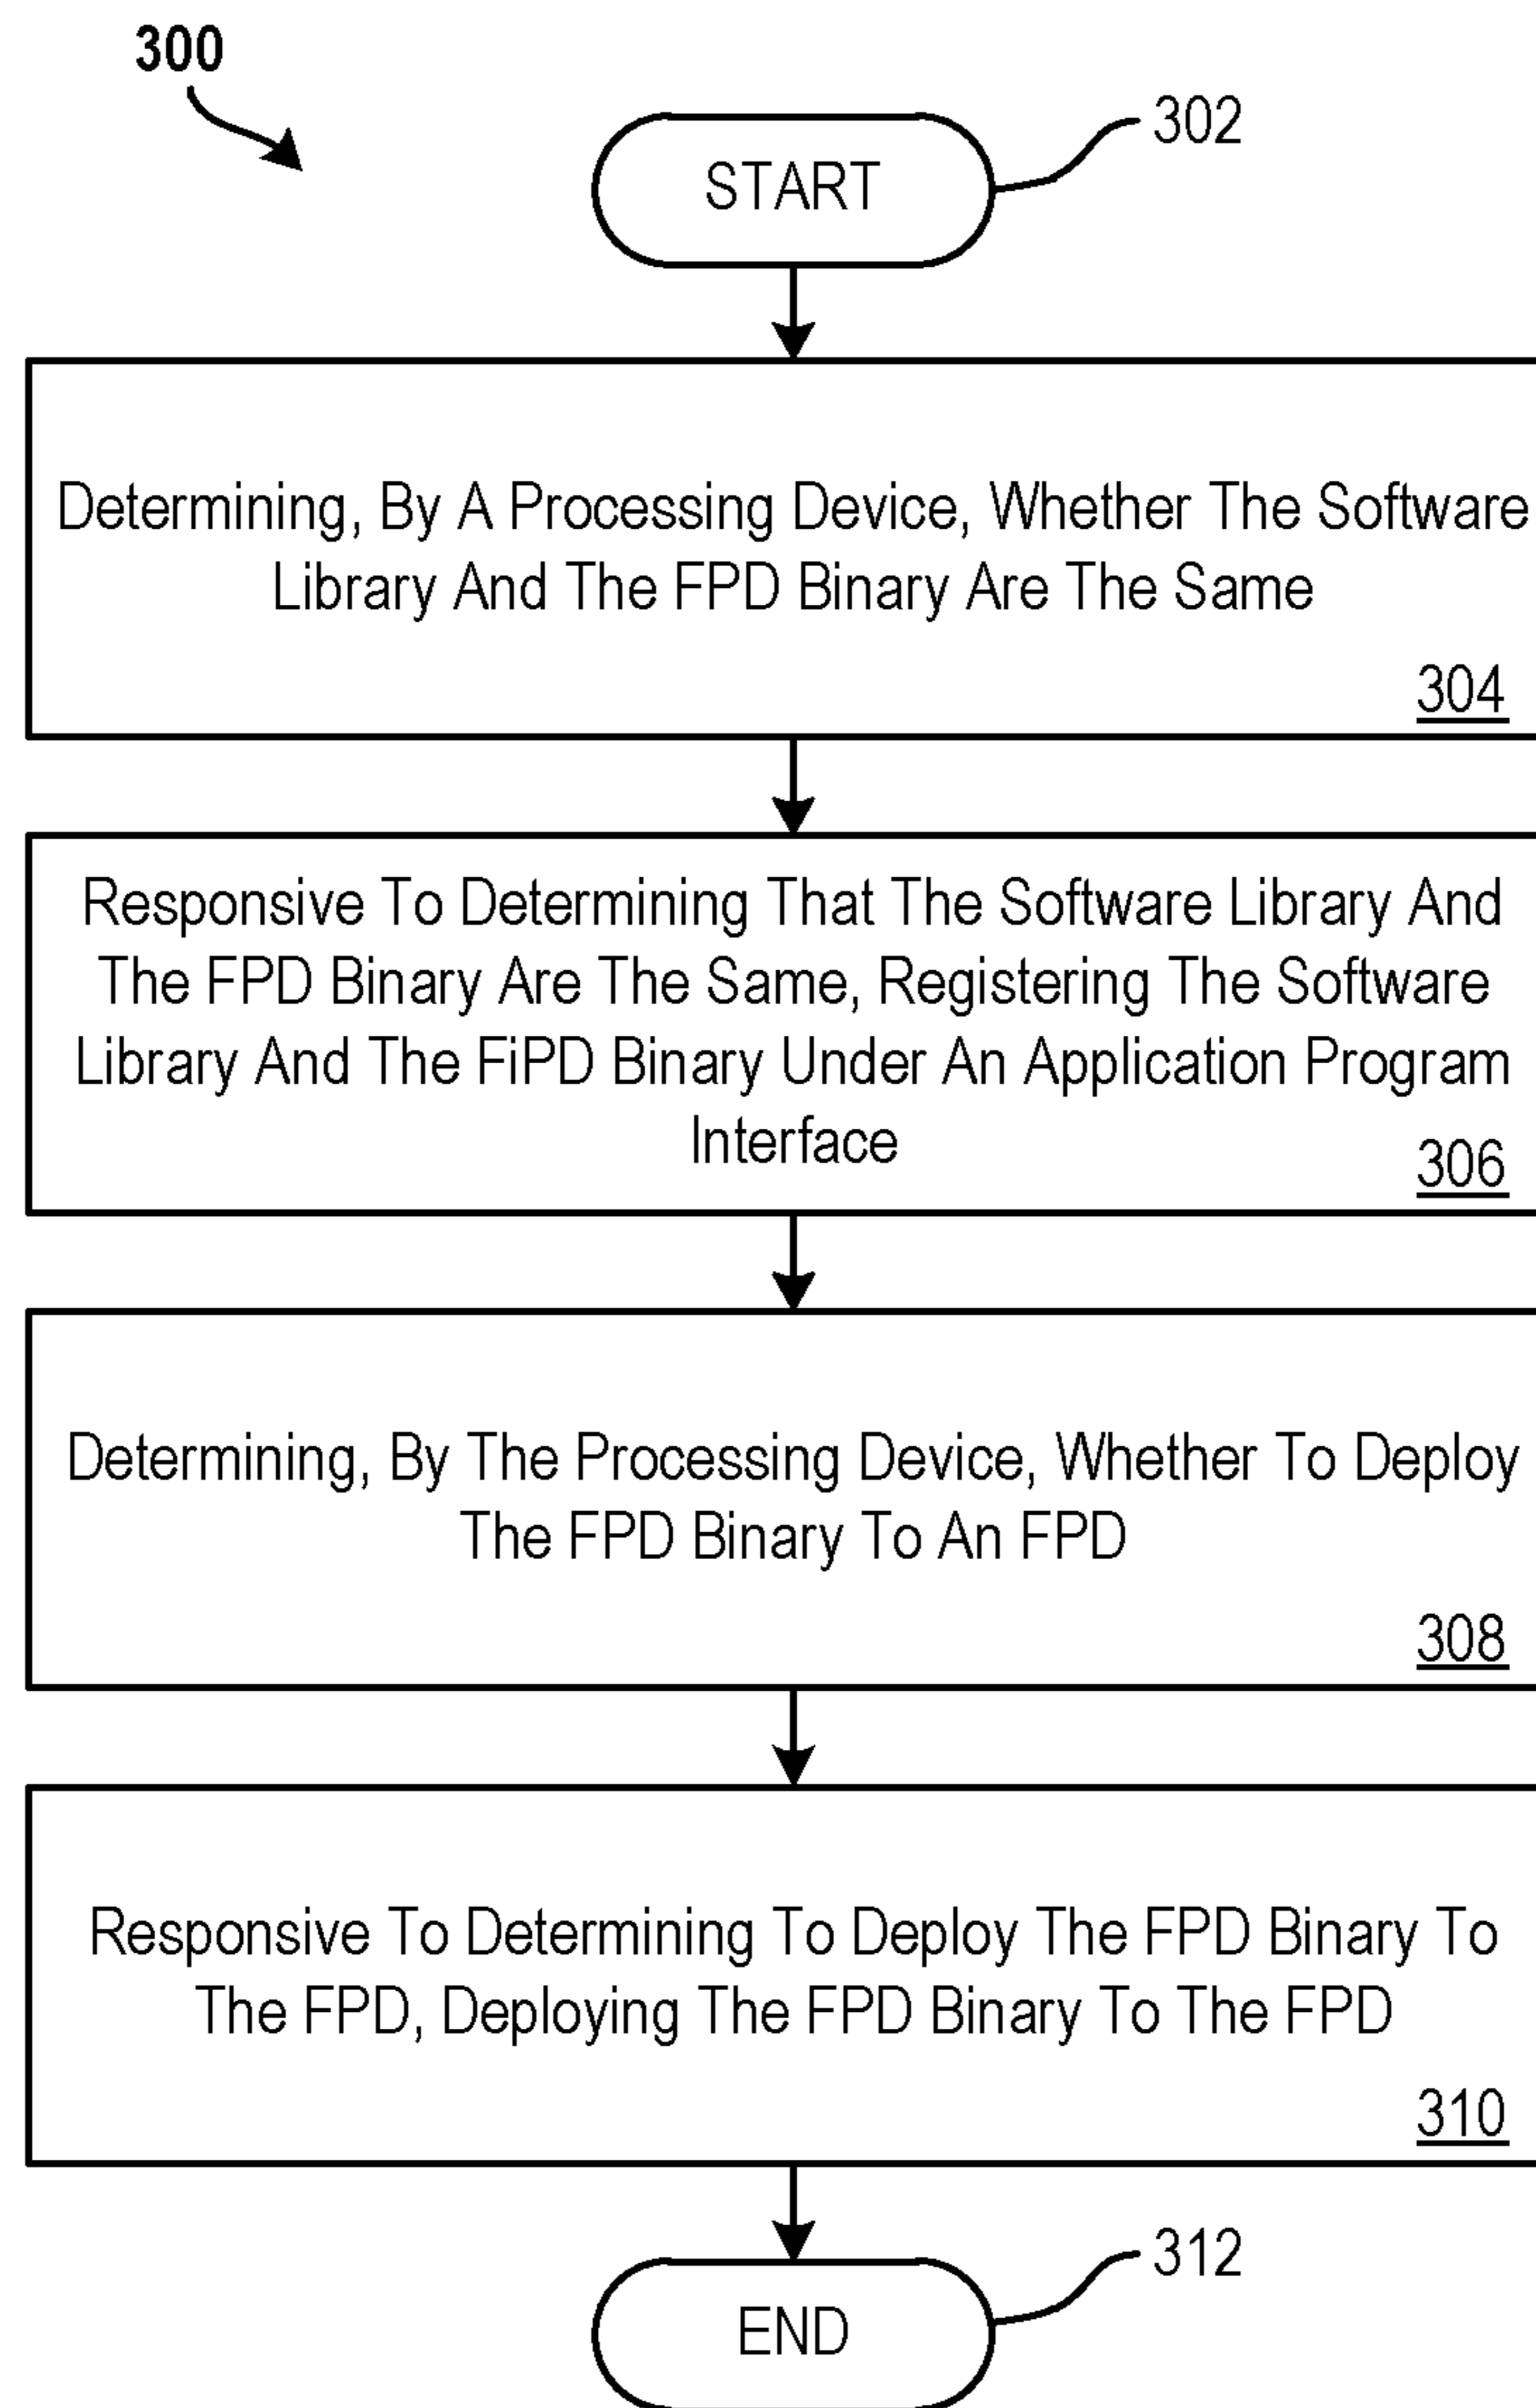 300
302
START
Determining, By A Processing Device, Whether The Software
Library And The FPD Binary Are The Same
304
Responsive To Determining That The Software Library And
The FPD Binary Are The Same, Registering The Software
Library And The FiPD Binary Under An Application Program
Interface
306
Determinin, By The Processing Device, Whether To Deploy
The FPD Binary To An FPD
308
Responsive To Determining To Deploy The FPD Binary To
The FPD, Deploying The FPD Binary To The FPD
310
312
END